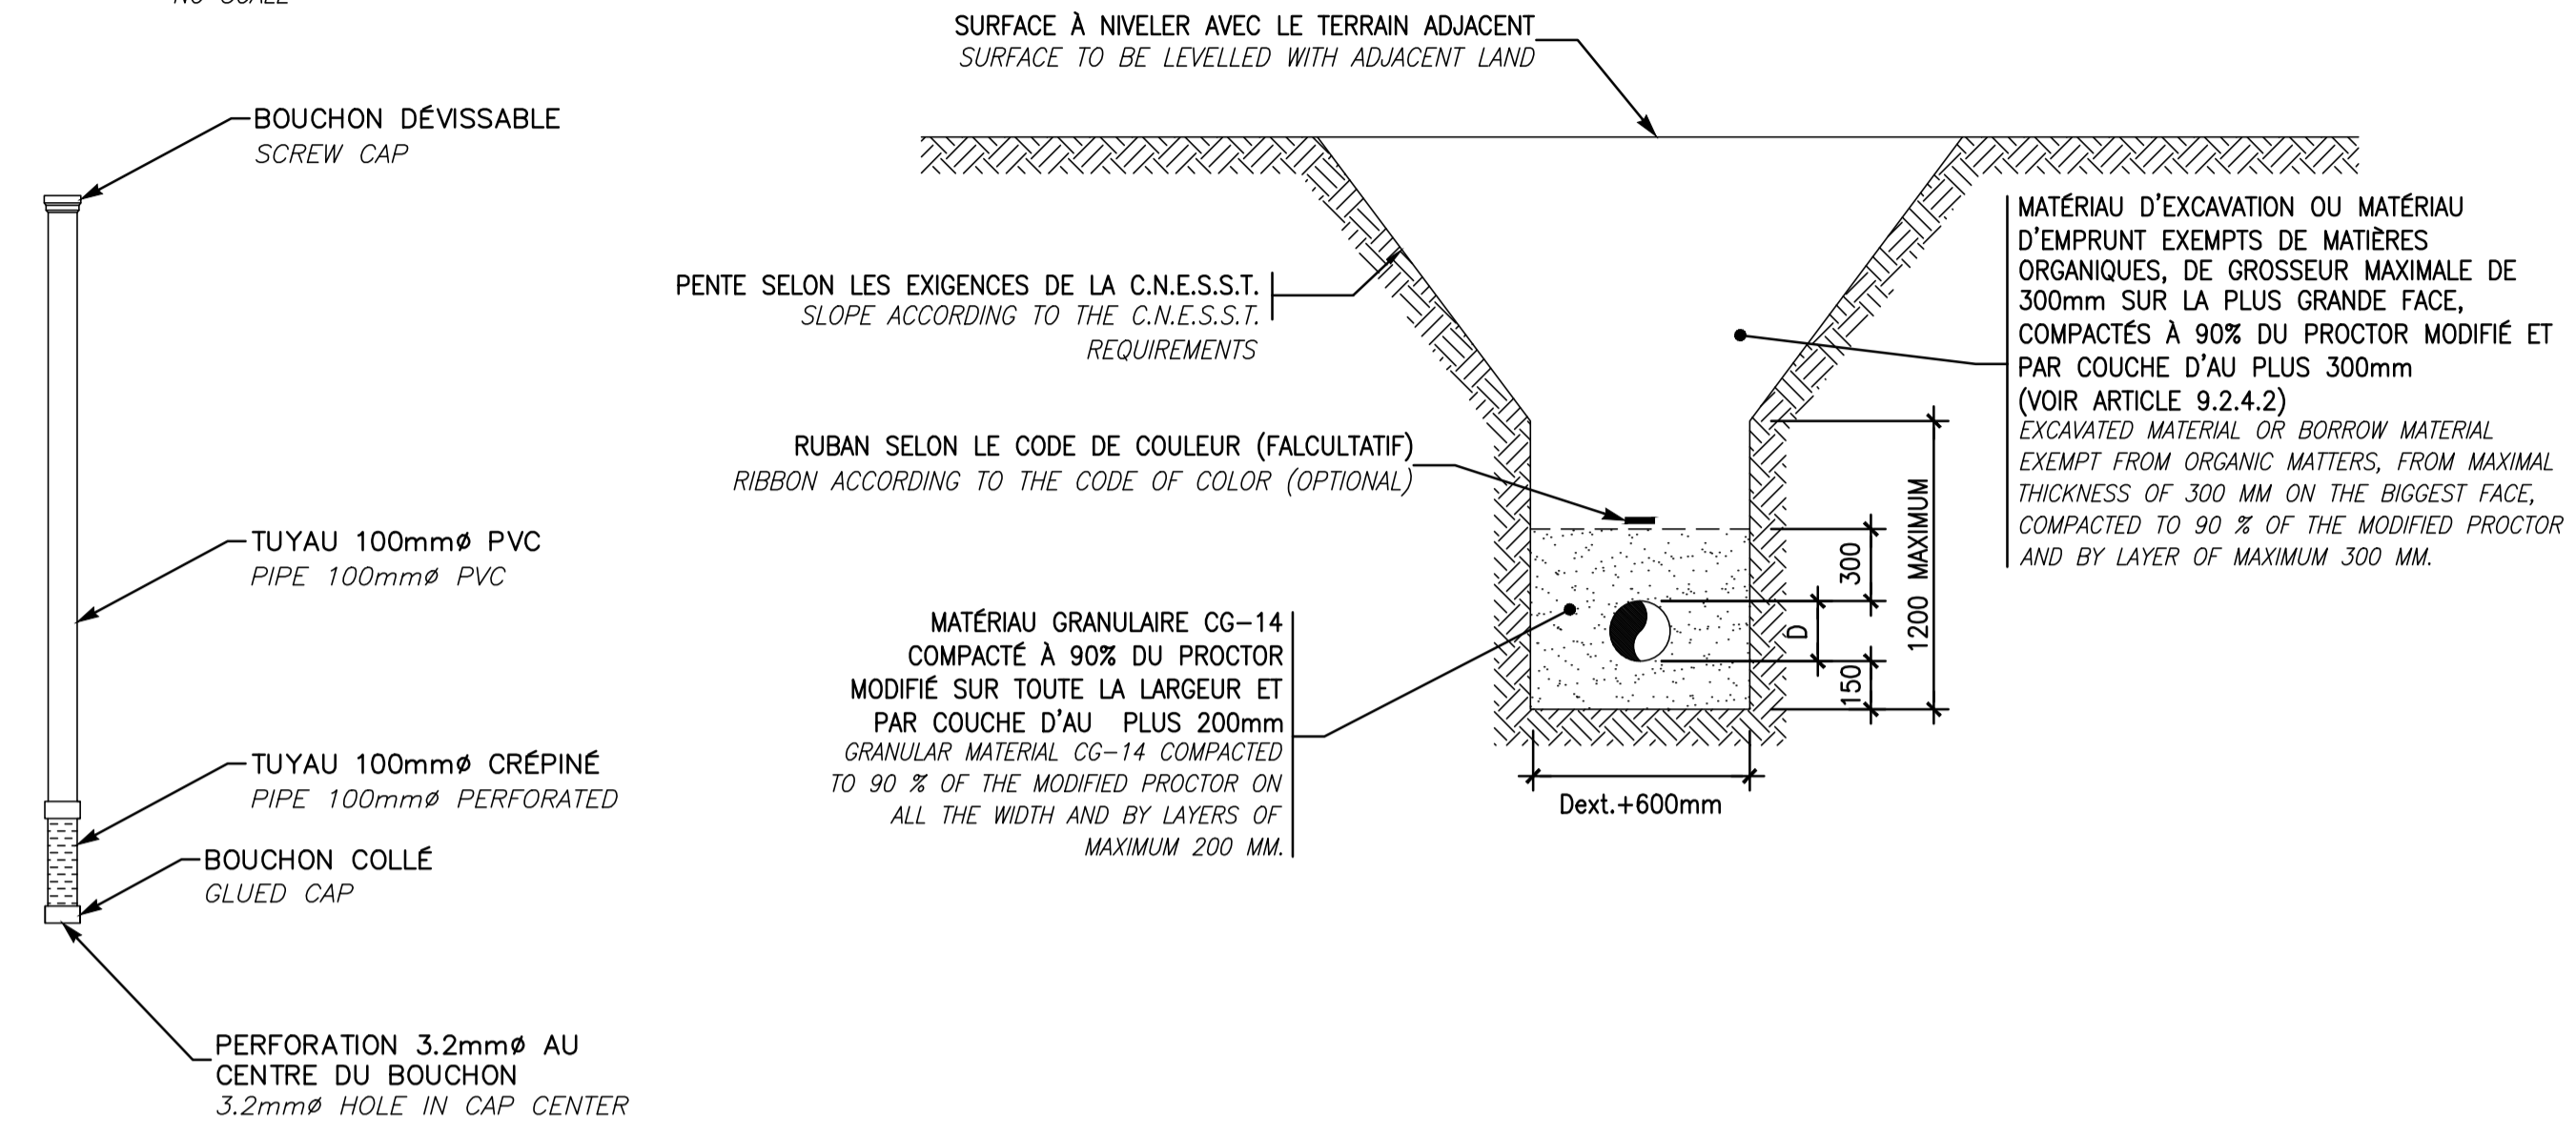 NO SCALE
BOUCHON DÉVISSABLE
SCREW CAP
TUYAU 100mmø PVC
PIPE 100mmø PVC
TUYAU 100mmø CRÉPINÉ
PIPE 100mmø PERFORATED
BOUCHON COLLÉ
GLUED CAP
PERFORATION 3.2mmø AU
CENTRE DU BOUCHON
3.2mmø HOLE IN CAP CENTER
SURFACE À NIVELER AVEC LE TERRAIN ADJACENT
SURFACE TO BE LEVELLED WITH ADJACENT LAND
PENTE SELON LES EXIGENCES DE LA C.N.E.S.S.T.
SLOPE ACCORDING TO THE C.N.E.S.S.T.
REQUIREMENTS
RUBAN SELON LE CODE DE COULEUR (FALCULTATIF)
RIBBON ACCORDING TO THE CODE OF COLOR (OPTIONAL)
MATÉRIAU GRANULAIRE CG-14
COMPACTÉ À 90% DU PROCTOR
MODIFIÉ SUR TOUTE LA LARGEUR ET
PAR COUCHE D'AU PLUS 200mm
GRANULAR MATERIAL CG-14 COMPACTED
TO 90 % OF THE MODIFIED PROCTOR ON
ALL THE WIDTH AND BY LAYERS OF
MAXIMUM 200 MM.
300
D
150
1200 MAXIMUM
Dext.+600mm
MATÉRIAU D'EXCAVATION OU MATÉRIAU
D'EMPRUNT EXEMPTS DE MATIÈRES
ORGANIQUES, DE GROSSEUR MAXIMALE DE
300mm SUR LA PLUS GRANDE FACE,
COMPACTÉS À 90% DU PROCTOR MODIFIÉ ET
PAR COUCHE D'AU PLUS 300mm
(VOIR ARTICLE 9.2.4.2)
EXCAVATED MATERIAL OR BORROW MATERIAL
EXEMPT FROM ORGANIC MATTERS, FROM MAXIMAL
THICKNESS OF 300 MM ON THE BIGGEST FACE,
COMPACTED TO 90 % OF THE MODIFIED PROCTOR
AND BY LAYER OF MAXIMUM 300 MM.